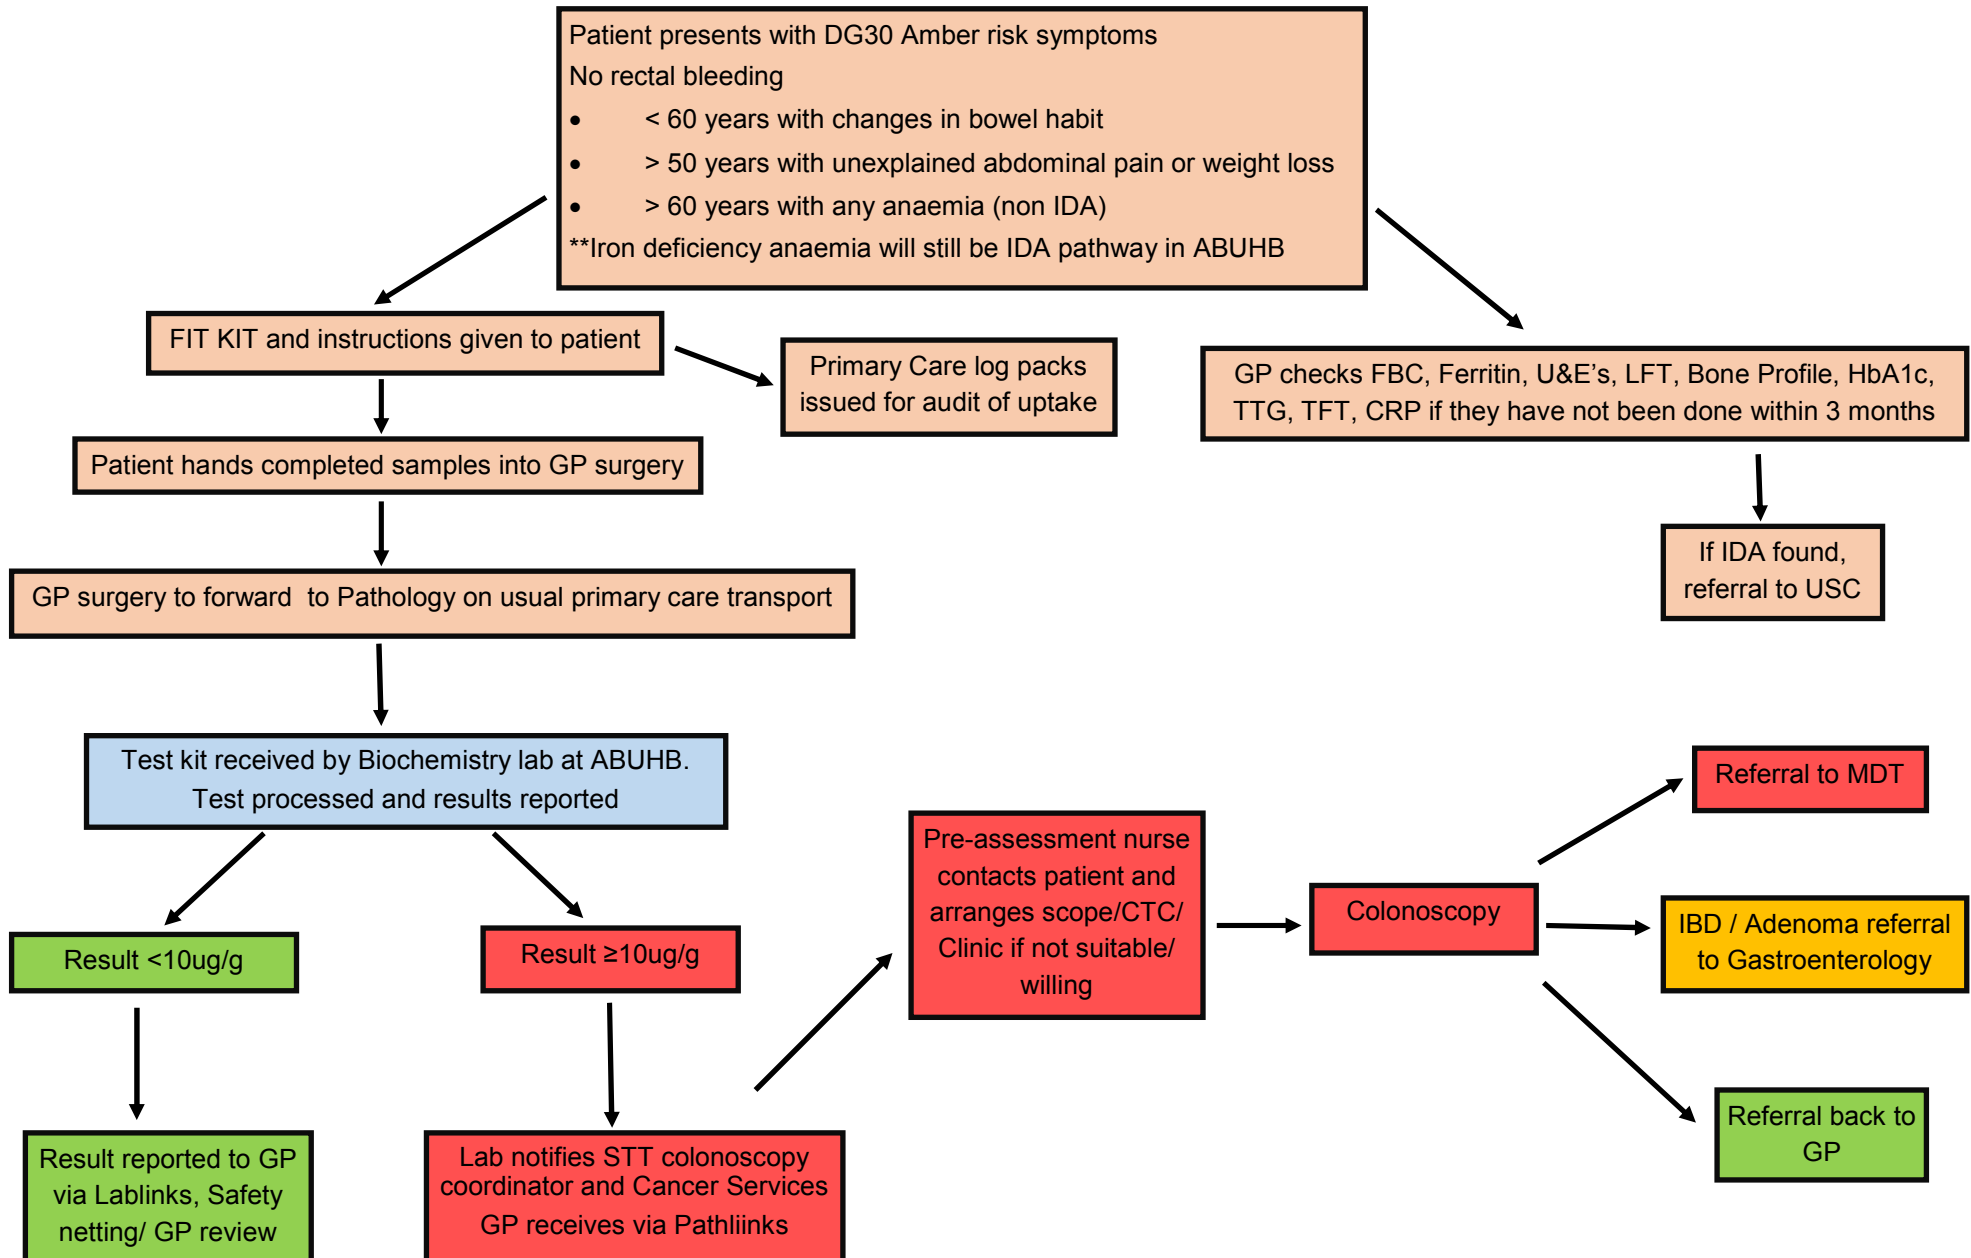 Patient presents with DG30 Amber risk symptoms
No rectal bleeding
• < 60 years with changes in bowel habit
• > 50 years with unexplained abdominal pain or weight loss
• > 60 years with any anaemia (non IDA)
**Iron deficiency anaemia will still be IDA pathway in ABUHB
FIT KIT and instructions given to patient
Primary Care log packs
issued for audit of uptake
GP checks FBC, Ferritin, U&E’s, LFT, Bone Profile, HbA1c,
TTG, TFT, CRP if they have not been done within 3 months
Patient hands completed samples into GP surgery
If IDA found,
referral to USC
GP surgery to forward to Pathology on usual primary care transport
Test kit received by Biochemistry lab at ABUHB.
Test processed and results reported
Result <10ug/g
Result ≥10ug/g
Pre-assessment nurse
contacts patient and
arranges scope/CTC/
Clinic if not suitable/
willing
Colonoscopy
Referral to MDT
IBD / Adenoma referral
to Gastroenterology
Referral back to
GP
Result reported to GP
via Lablinks, Safety
netting/ GP review
Lab notifies STT colonoscopy
coordinator and Cancer Services
GP receives via Pathliinks